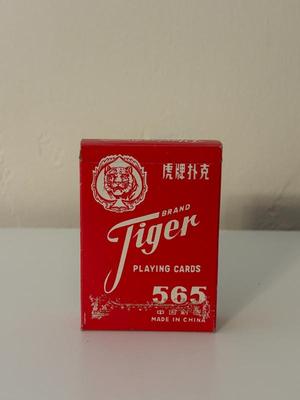 虎牌扑克
BRAND
Tiger
PLAYING CARDS
565
中国制造
MADE IN CHINA